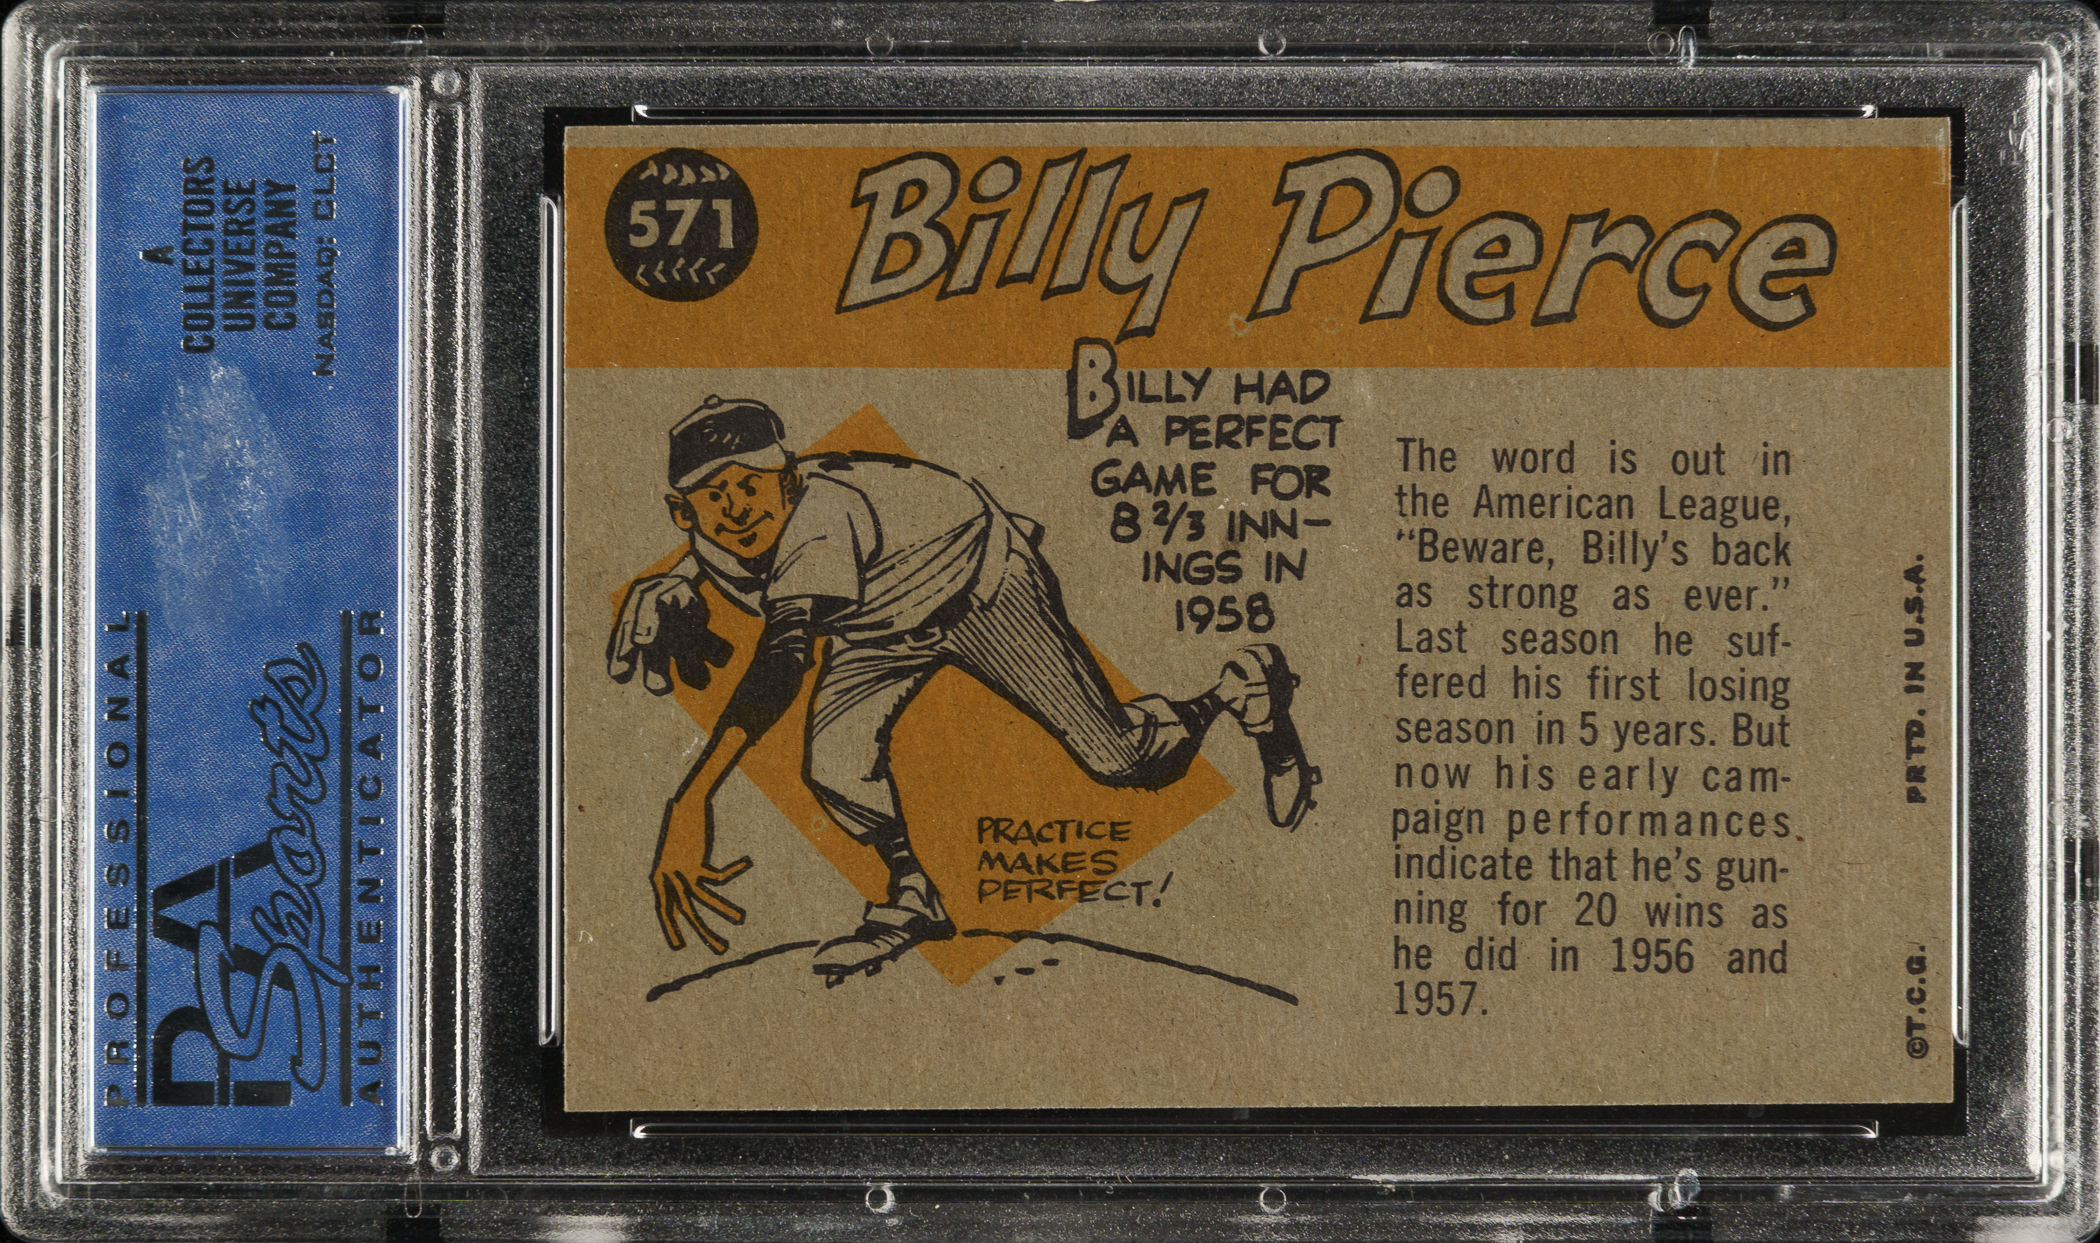 A
COLLECTORS
UNIVERSE
COMPANY
NASDAQ: CLCT
PROFESSIONAL
PSA
Sports
AUTHENTICATOR
571
Billy Pierce
BILLY HAD
A PERFECT
GAME FOR
8 2/3 INN-
INGS IN
1958
PRACTICE
MAKES
PERFECT!
The word is out in
the American League,
“Beware, Billy's back
as strong as ever.”
Last season he suf-
fered his first losing
season in 5 years. But
now his early cam-
paign performances
indicate that he's gun-
ning for 20 wins as
he did in 1956 and
1957.
©T.C.G. PRTD. IN U.S.A.